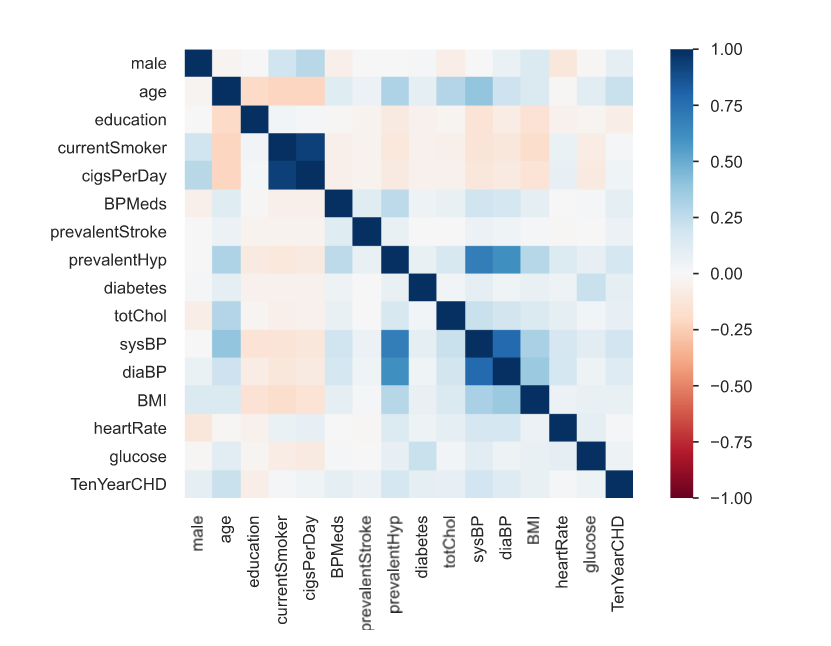 male
age
education
currentSmoker
cigsPerDay
BPMeds
prevalentStroke
prevalentHyp
diabetes
totChol
sysBP
diaBP
BMI
heartRate
glucose
TenYearCHD
male
age
education
currentSmoker
cigsPerDay
BPMeds
prevalentStroke
prevalentHyp
diabetes
totChol
sysBP
diaBP
BMI
heartRate
glucose
TenYearCHD
1.00
0.75
0.50
0.25
0.00
−0.25
−0.50
−0.75
−1.00